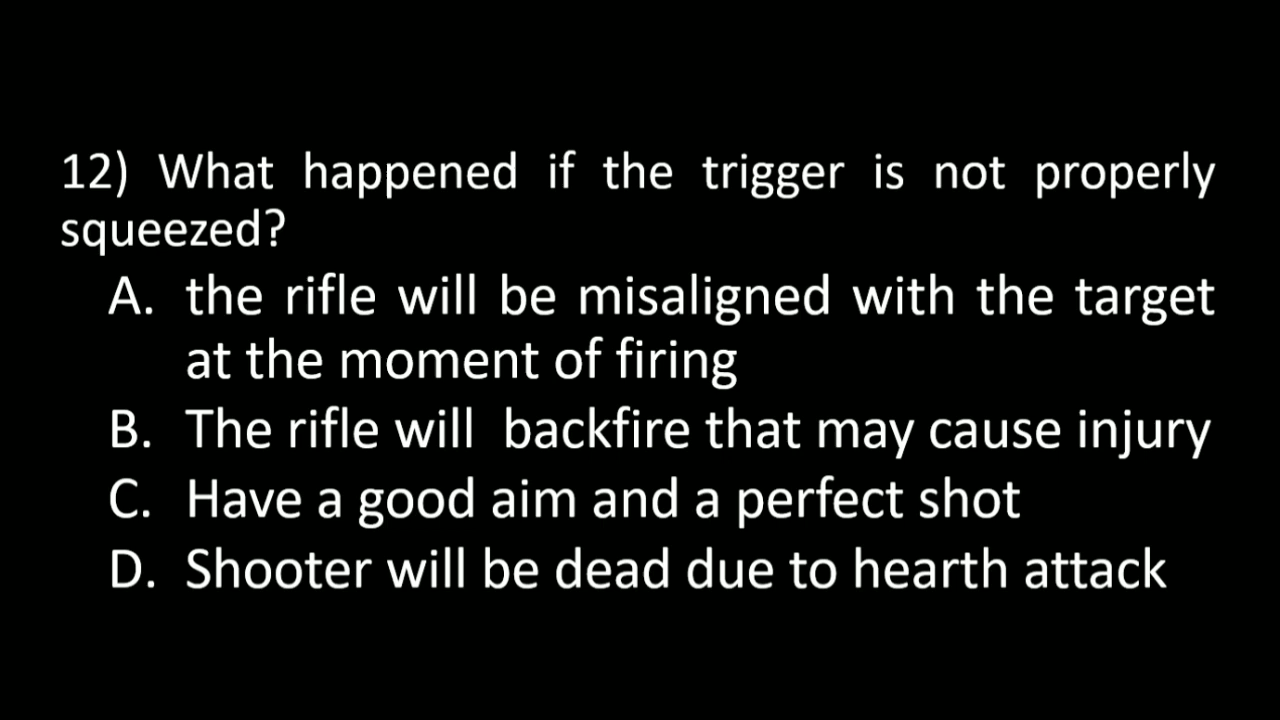 12) What happened if the trigger is not properly
squeezed?
A. the rifle will be misaligned with the target
at the moment of firing
B. The rifle will backfire that may cause injury
C. Have a good aim and a perfect shot
D. Shooter will be dead due to hearth attack